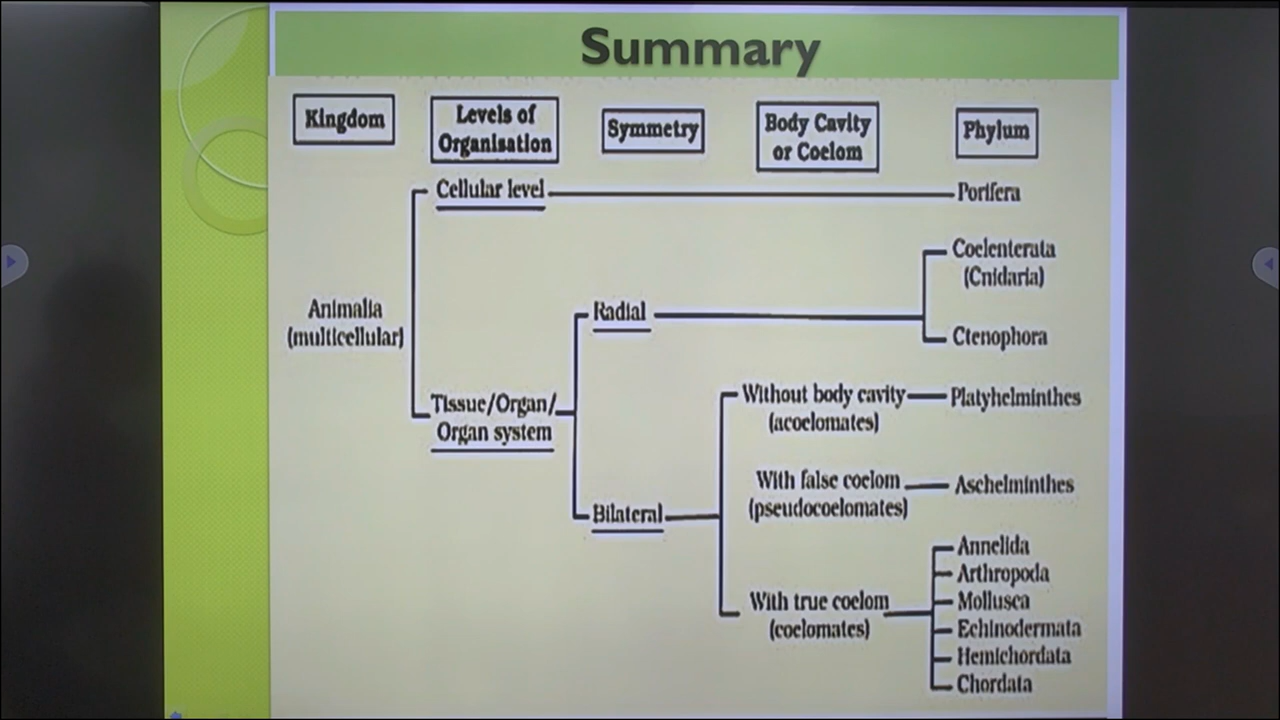 Summary
Kingdom
Levels of
Organisation
Symmetry
Body Cavity
or Coelom
Phylum
Cellular level
Porifera
Coelenterata
(Cnidaria)
Animalia
(multicellular)
Radial
Ctenophora
Tissue/Organ/
Organ system
Without body cavity
(acoelomates)
Platyhelminthes
With false coelom
(pseudocoelomates)
Aschelminthes
Bilateral
With true coelom
(coelomates)
Annelida
Arthropoda
Mollusca
Echinodermata
Hemichordata
Chordata